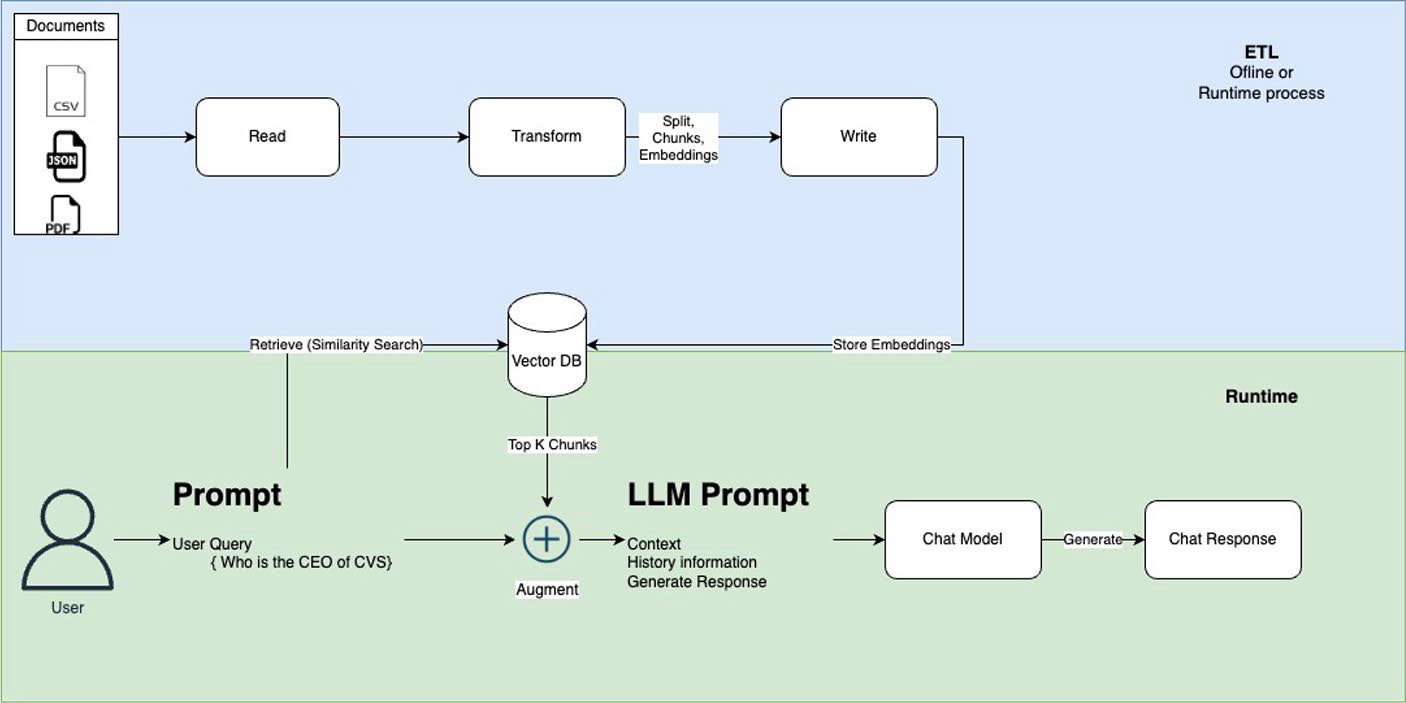 Documents
CSV
JSON
PDF
Read
Transform
Split,
Chunks,
Embeddings
Write
ETL
Ofline or
Runtime process
Retrieve (Similarity Search)
Vector DB
Store Embeddings
Runtime
Top K Chunks
Prompt
User Query
{ Who is the CEO of CVS}
User
Augment
LLM Prompt
Context
History information
Generate Response
Chat Model
Generate
Chat Response